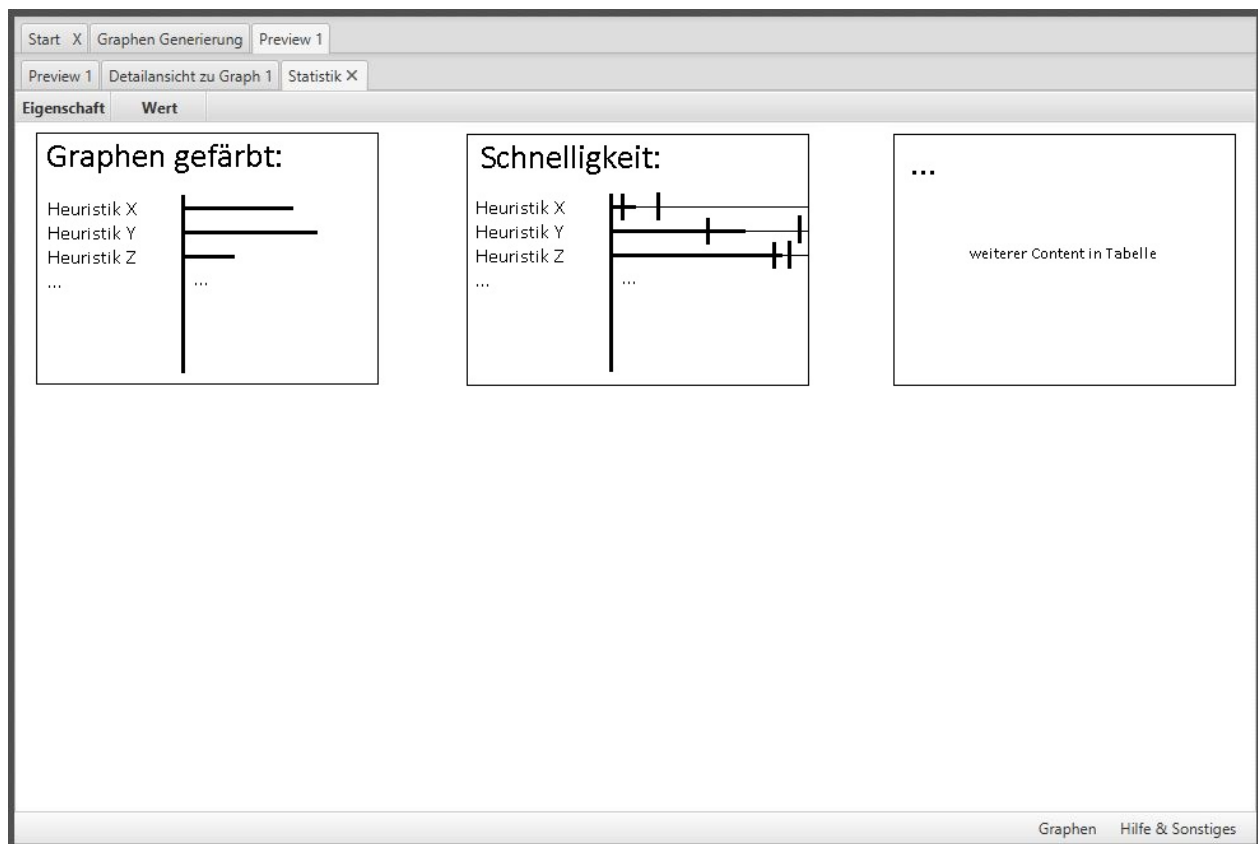 Start X Graphen Generierung Preview 1
Preview 1 Detailansicht zu Graph 1 Statistik X
Eigenschaft Wert
Graphen gefärbt:
Heuristik X
Heuristik Y
Heuristik Z
... ...
Schnelligkeit:
Heuristik X
Heuristik Y
Heuristik Z
... ...
...
weiterer Content in Tabelle
Graphen Hilfe & Sonstiges